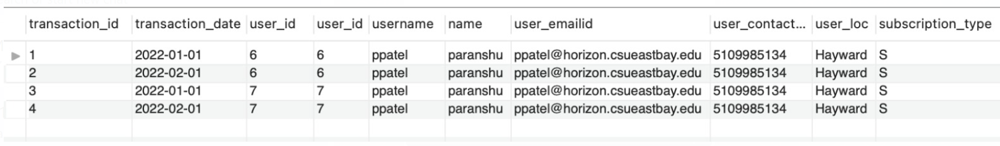 transaction_id transaction_date user_id user_id username name user_emailid user_contact... user_loc subscription_type
1 2022-01-01 6 6 ppatel paranshu ppatel@horizon.csueastbay.edu 5109985134 Hayward S
2 2022-02-01 6 6 ppatel paranshu ppatel@horizon.csueastbay.edu 5109985134 Hayward S
3 2022-01-01 7 7 ppatel paranshu ppatel@horizon.csueastbay.edu 5109985134 Hayward S
4 2022-02-01 7 7 ppatel paranshu ppatel@horizon.csueastbay.edu 5109985134 Hayward S